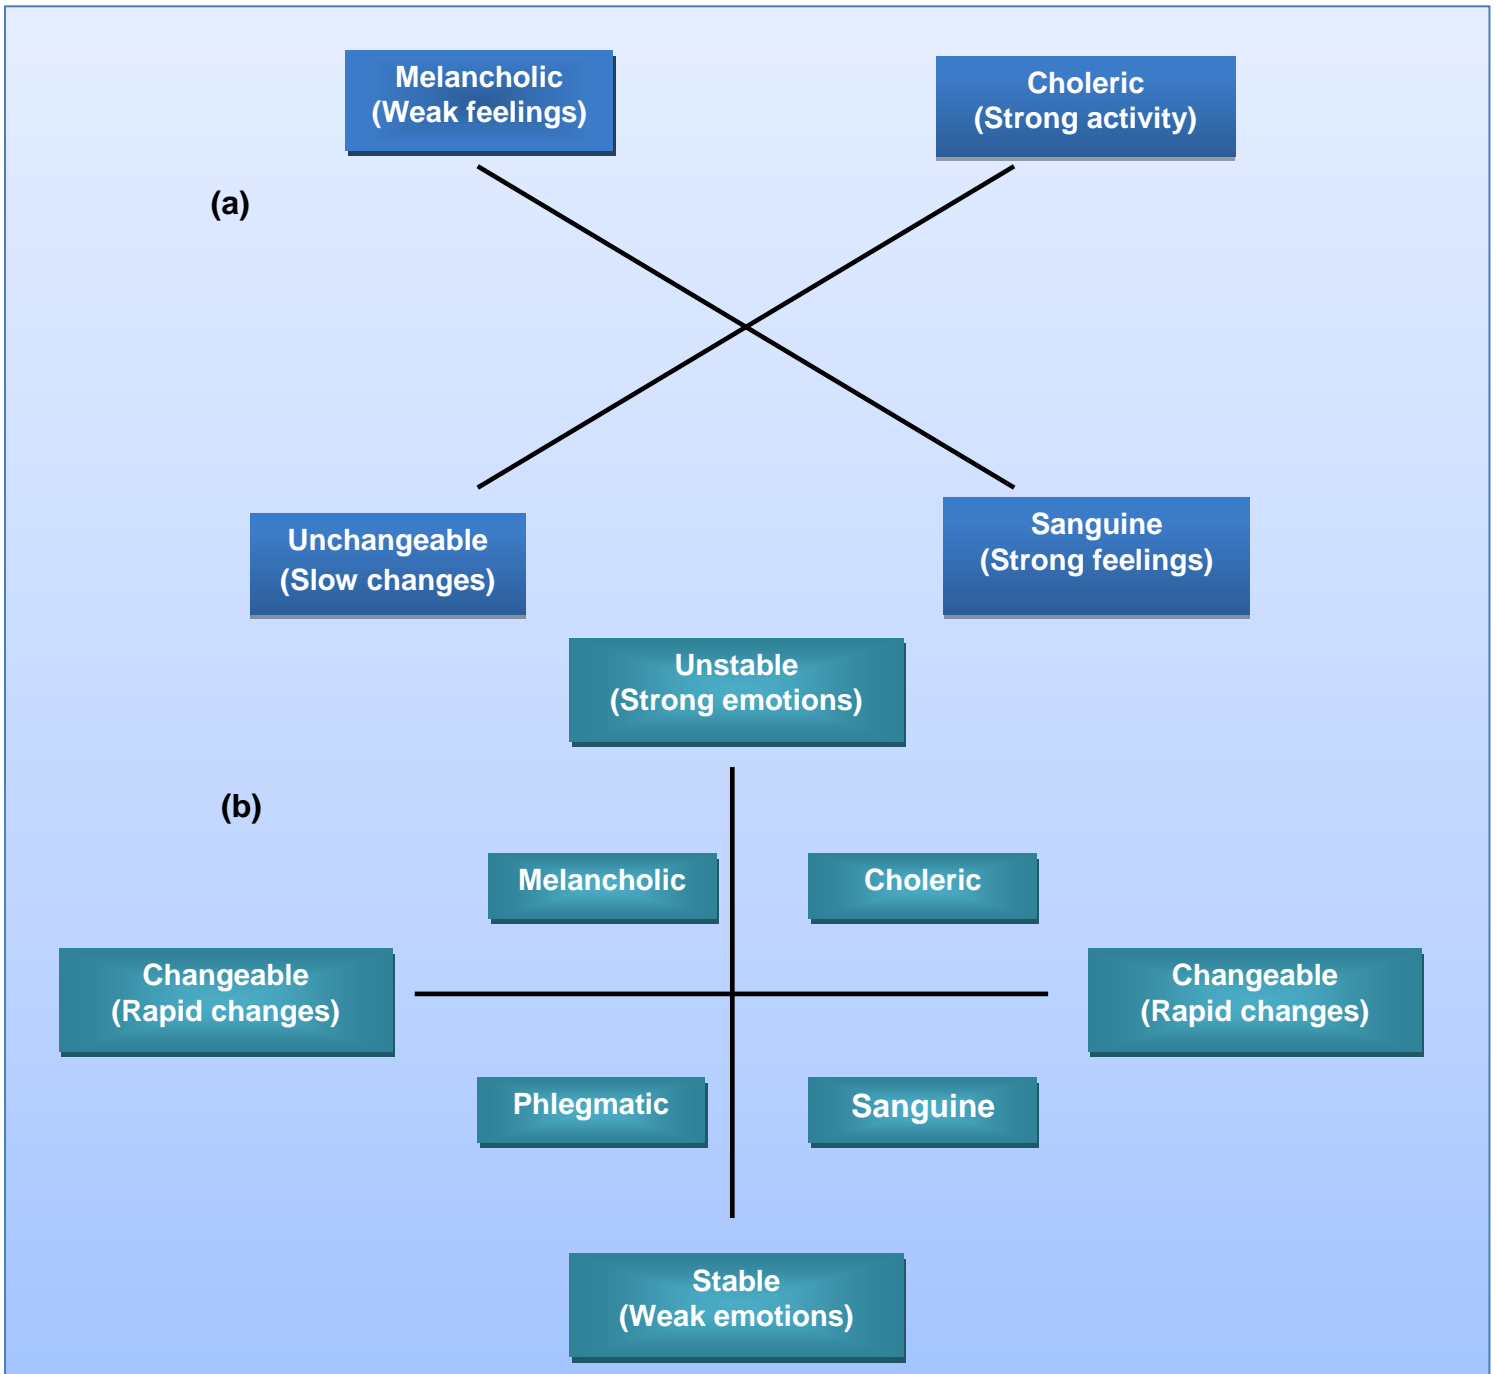 Melancholic
(Weak feelings)
Choleric
(Strong activity)
(a)
Unchangeable
(Slow changes)
Sanguine
(Strong feelings)
Unstable
(Strong emotions)
(b)
Melancholic
Choleric
Changeable
(Rapid changes)
Changeable
(Rapid changes)
Phlegmatic
Sanguine
Stable
(Weak emotions)